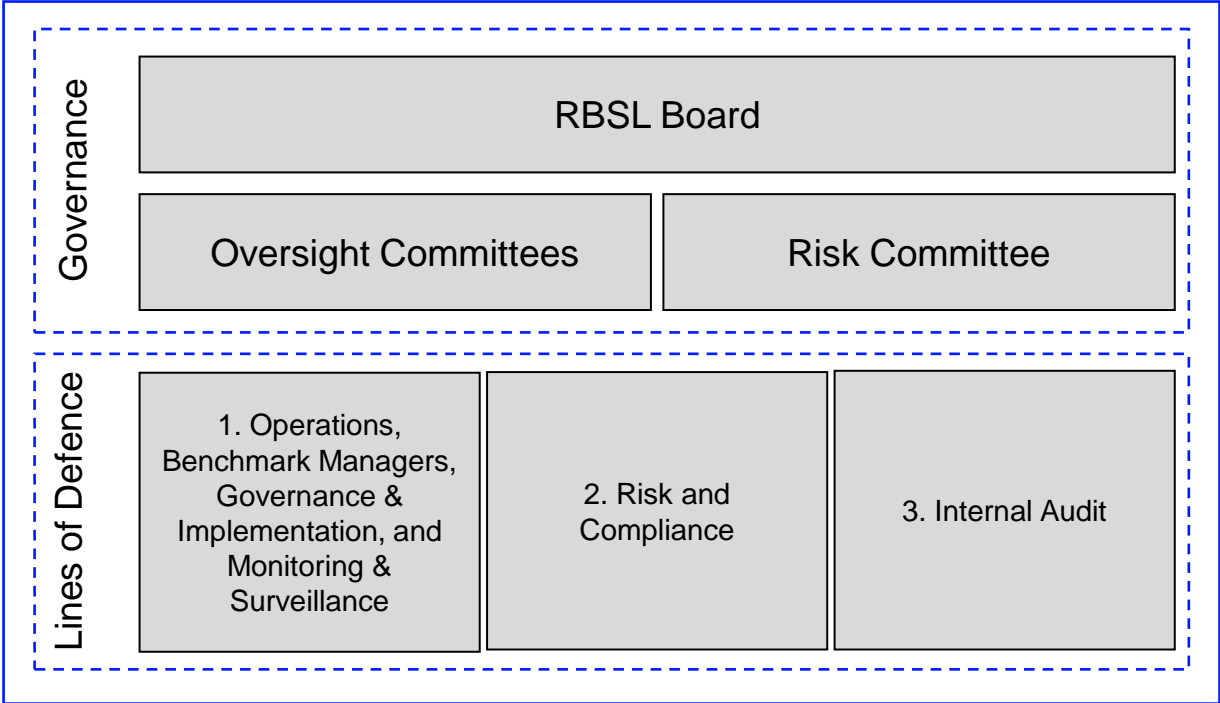 Governance
RBSL Board
Oversight Committees
Risk Committee
Lines of Defence
1. Operations,
Benchmark Managers,
Governance &
Implementation, and
Monitoring &
Surveillance
2. Risk and
Compliance
3. Internal Audit